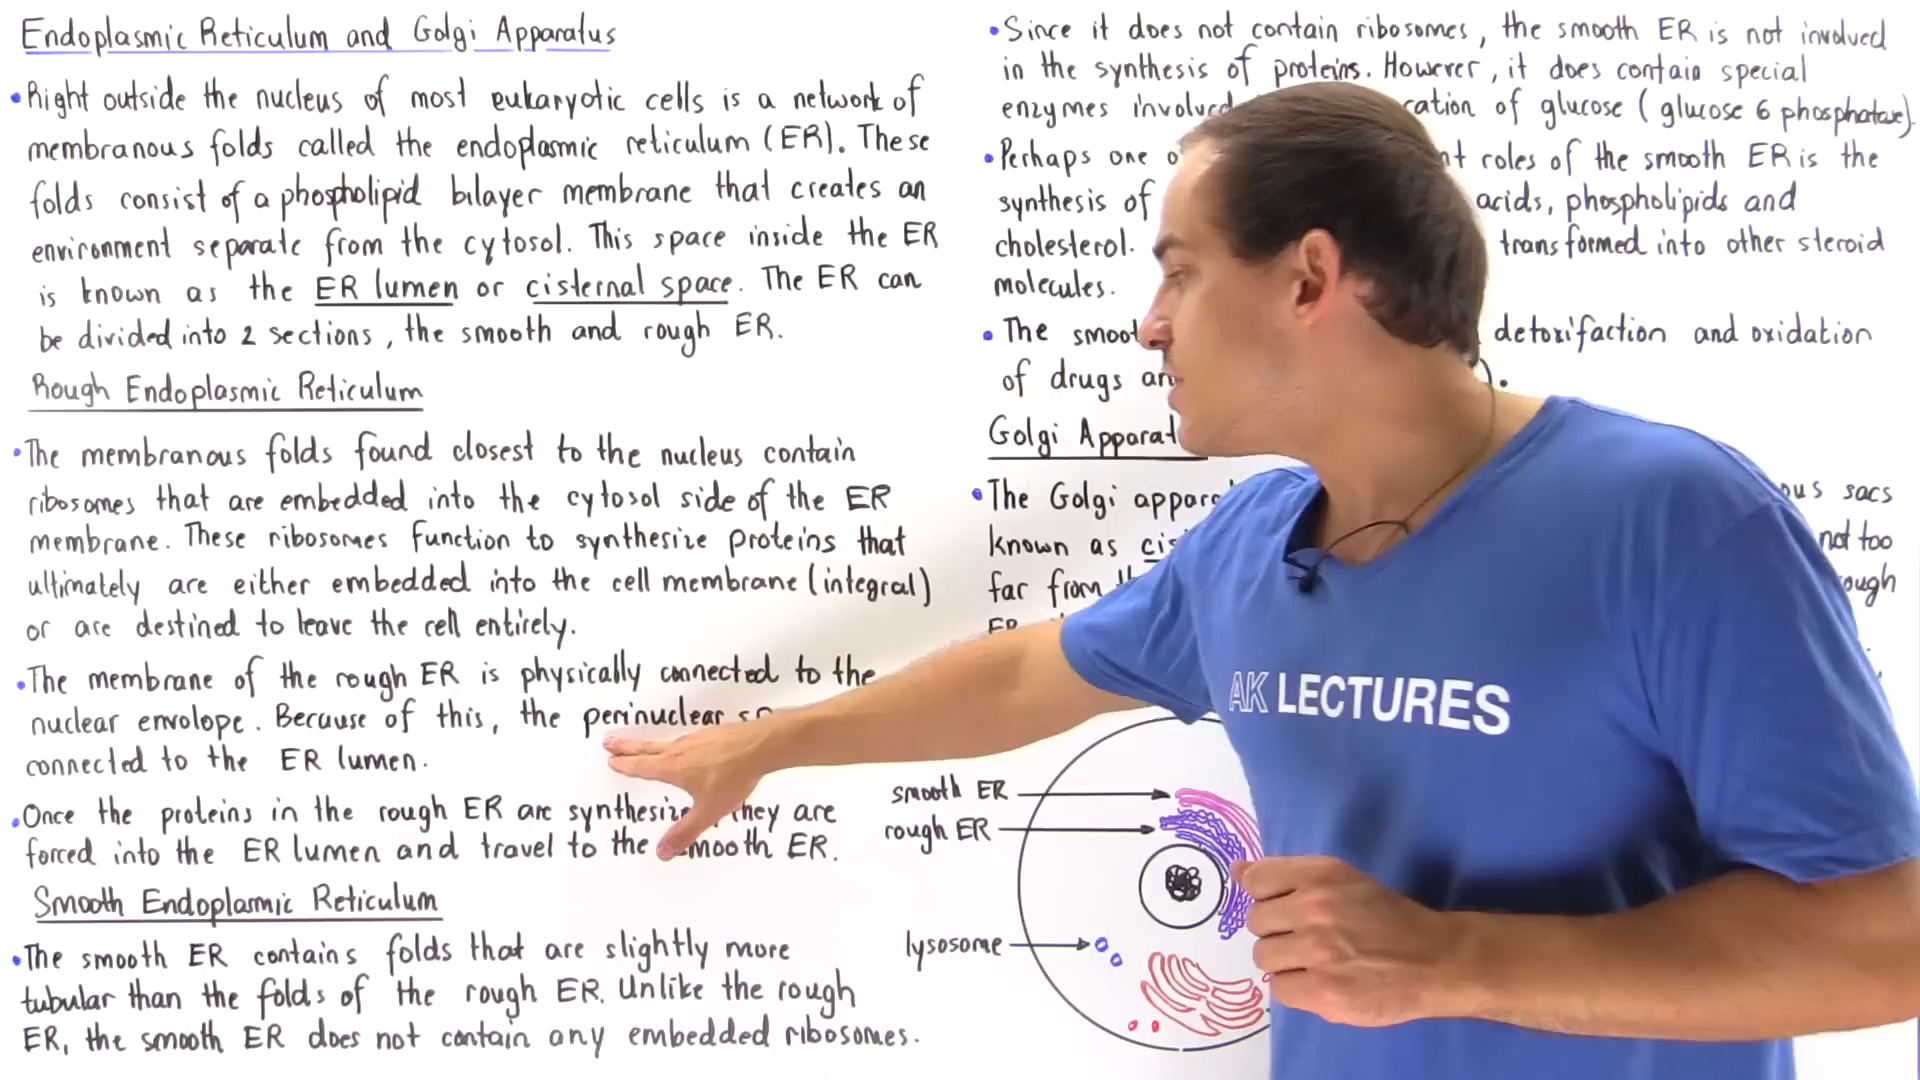 Endoplasmic Reticulum and Golgi Apparatus
•Right outside the nucleus of most eukaryotic cells is a network of
membranous folds called the endoplasmic reticulum (ER). These
folds consist of a phospholipid bilayer membrane that creates an
environment separate from the cytosol. This space inside the ER
is known as the ER lumen or cisternal space. The ER can
be divided into 2 sections, the smooth and rough ER.
Rough Endoplasmic Reticulum
•The membranous folds found closest to the nucleus contain
ribosomes that are embedded into the cytosol side of the ER
membrane. These ribosomes function to synthesize proteins that
ultimately are either embedded into the cell membrane (integral)
or are destined to leave the cell entirely.
•The membrane of the rough ER is physically connected to the
nuclear envolope. Because of this, the perinuclear
connected to the ER lumen.
•Once the proteins in the rough ER are they are
forced into the ER lumen and travel to the smooth ER.
Smooth Endoplasmic Reticulum
•The smooth ER contains folds that are slightly more
tubular than the folds of the rough ER. Unlike the rough
ER, the smooth ER does not contain any embedded ribosomes.
•Since it does not contain ribosomes, the smooth ER is not involved
in the synthesis of proteins. However, it does contain special
enzymes of glucose (glucose 6 phosphatase).
•Perhaps one roles of the smooth ER is the
synthesis of acids, phospholipids and
cholesterol. transformed into other steroid
molecules.
•The detoxifaction and oxidation
of drugs
Golgi
•The Golgi sacs
known as not too
far from
ER
smooth ER
rough ER
lysosome
AK LECTURES